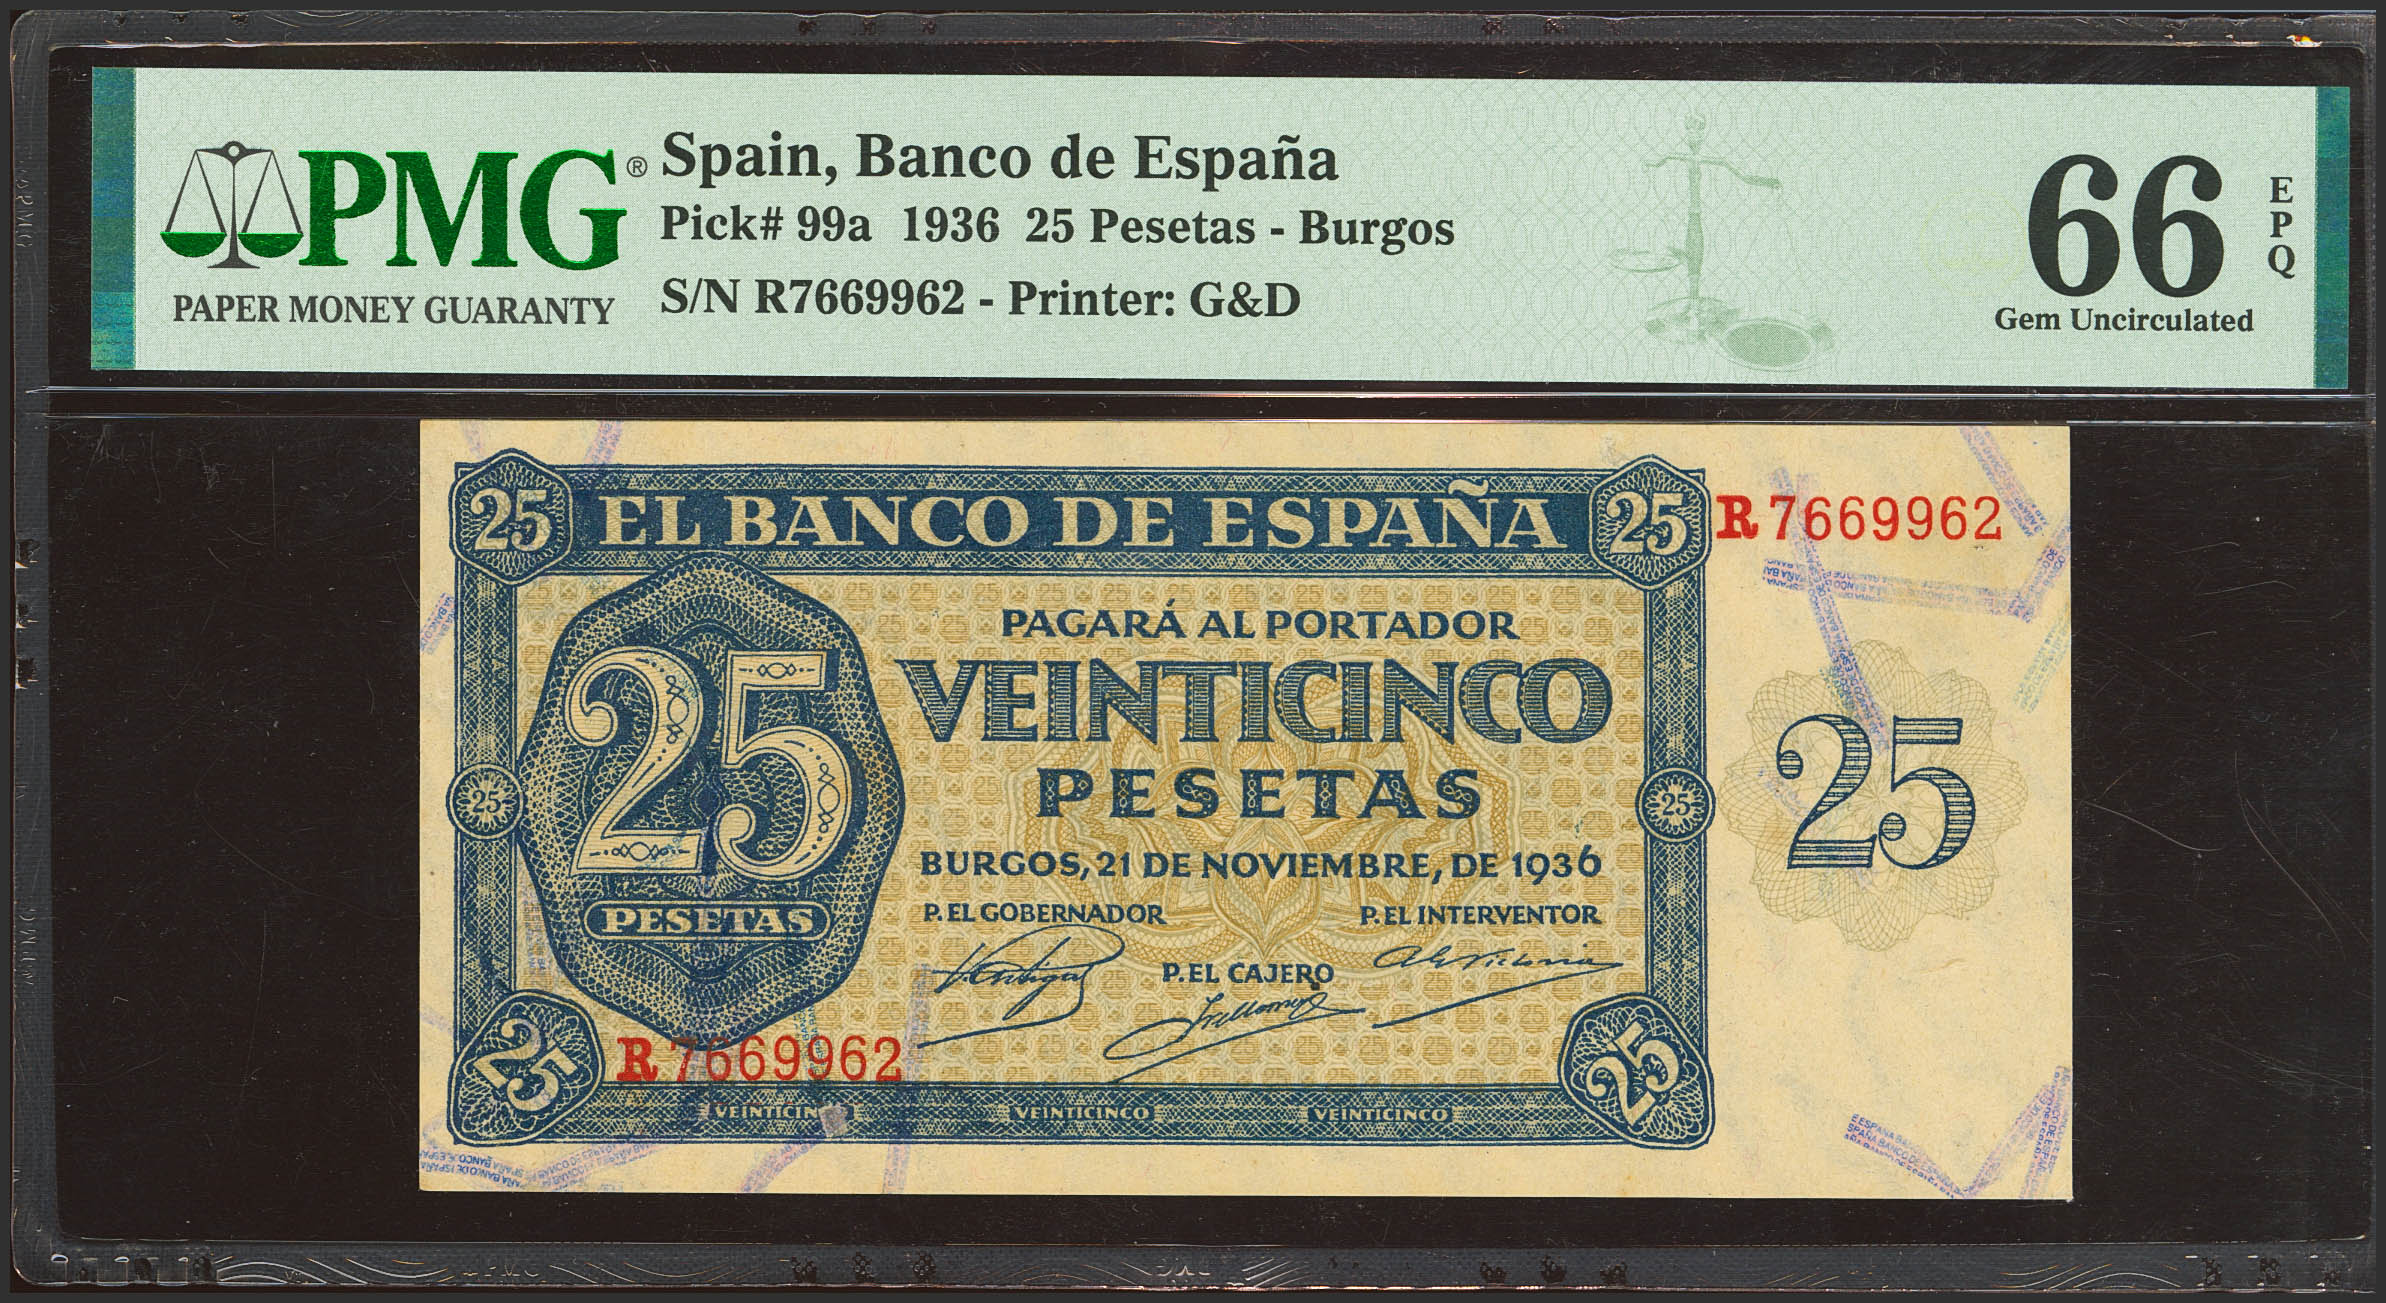 PMG®
PAPER MONEY GUARANTY
Spain, Banco de España
Pick# 99a 1936 25 Pesetas - Burgos
S/N R7669962 - Printer: G&D
66
EPQ
Gem Uncirculated
25
EL BANCO DE ESPAÑA
25
R 7669962
PAGARÁ AL PORTADOR
VEINTICINCO
PESETAS
25
PESETAS
25
25
25
BURGOS, 21 DE NOVIEMBRE, DE 1936
P. EL GOBERNADOR
P. EL INTERVENTOR
P. EL CAJERO
R 7669962
25
25
VEINTICINCO
VEINTICINCO
VEINTICINCO